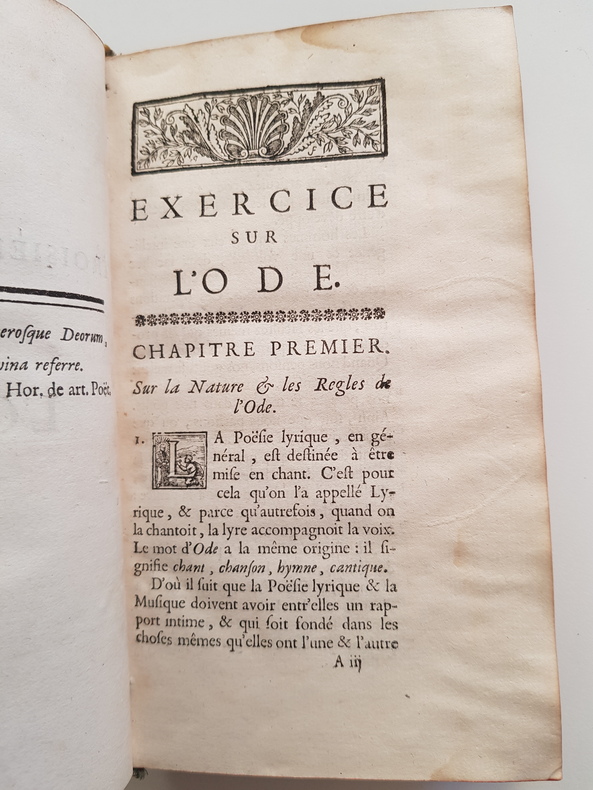 erosque Deorum,
ina referre.
Hor. de art. Poët.
EXERCICE
SUR
L'ODE.
CHAPITRE PREMIER.
Sur la Nature & les Regles de
l'Ode.
1. LA Poësie lyrique, en gé-
néral, est destinée à être
mise en chant. C'est pour
cela qu'on l'a appellé Ly-
rique, & parce qu'autrefois, quand on
la chantoit, la lyre accompagnoit la voix.
Le mot d'Ode a la même origine : il si-
gnifie chant, chanson, hymne, cantique.
D'où il suit que la Poësie lyrique & la
Musique doivent avoir entr'elles un rap-
port intime, & qui soit fondé dans les
choses mêmes qu'elles ont l'une & l'autre
A iij